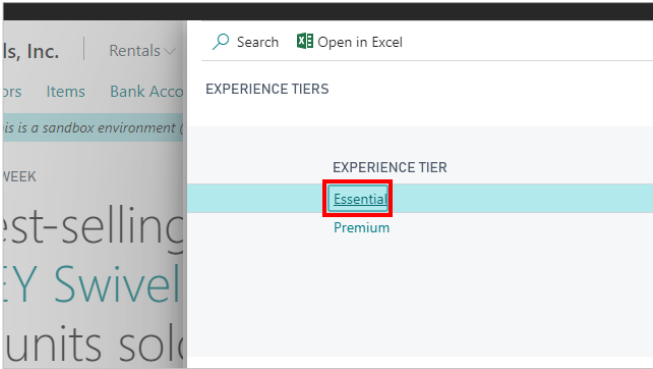 Search Open in Excel
ls, Inc. Rentals
ors Items Bank Acco
EXPERIENCE TIERS
is is a sandbox environment (
WEEK
EXPERIENCE TIER
Essential
Premium
est-selling
EY Swivel
units sol